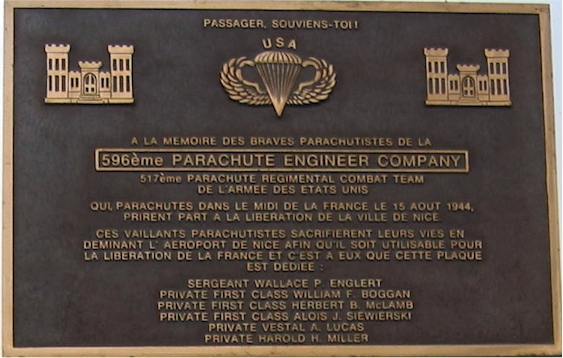 PASSAGER, SOUVIENS-TOI!
USA
A LA MEMOIRE DES BRAVES PARACHUTISTES DE LA
596ème PARACHUTE ENGINEER COMPANY
517ème PARACHUTE REGIMENTAL COMBAT TEAM
DE L'ARMEE DES ETATS UNIS
QUI, PARACHUTES DANS LE MIDI DE LA FRANCE LE 15 AOUT 1944,
PRIRENT PART A LA LIBERATION DE LA VILLE DE NICE.
CES VAILLANTS PARACHUTISTES SACRIFIERENT LEURS VIES EN
DEMINANT L' AEROPORT DE NICE AFIN QU'IL SOIT UTILISABLE POUR
LA LIBERATION DE LA FRANCE ET C'EST A EUX QUE CETTE PLAQUE
EST DEDIEE :
SERGEANT WALLACE P. ENGLERT
PRIVATE FIRST CLASS WILLIAM F. BOGGAN
PRIVATE FIRST CLASS HERBERT B. McLAMB
PRIVATE FIRST CLASS ALOIS J. SIEWIERSKI
PRIVATE VESTAL A. LUCAS
PRIVATE HAROLD H. MILLER